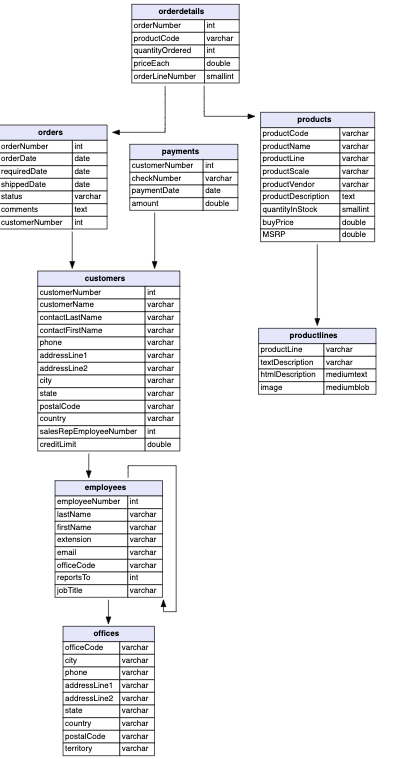 orderdetails
orderNumber int
productCode varchar
quantityOrdered int
priceEach double
orderLineNumber smallint
orders
orderNumber int
orderDate date
requiredDate date
shippedDate date
status varchar
comments text
customerNumber int
payments
customerNumber int
checkNumber varchar
paymentDate date
amount double
products
productCode varchar
productName varchar
productLine varchar
productScale varchar
productVendor varchar
productDescription text
quantityInStock smallint
buyPrice double
MSRP double
customers
customerNumber int
customerName varchar
contactLastName varchar
contactFirstName varchar
phone varchar
addressLine1 varchar
addressLine2 varchar
city varchar
state varchar
postalCode varchar
country varchar
salesRepEmployeeNumber int
creditLimit double
productlines
productLine varchar
textDescription varchar
htmlDescription mediumtext
image mediumblob
employees
employeeNumber int
lastName varchar
firstName varchar
extension varchar
email varchar
officeCode varchar
reportsTo int
jobTitle varchar
offices
officeCode varchar
city varchar
phone varchar
addressLine1 varchar
addressLine2 varchar
state varchar
country varchar
postalCode varchar
territory varchar